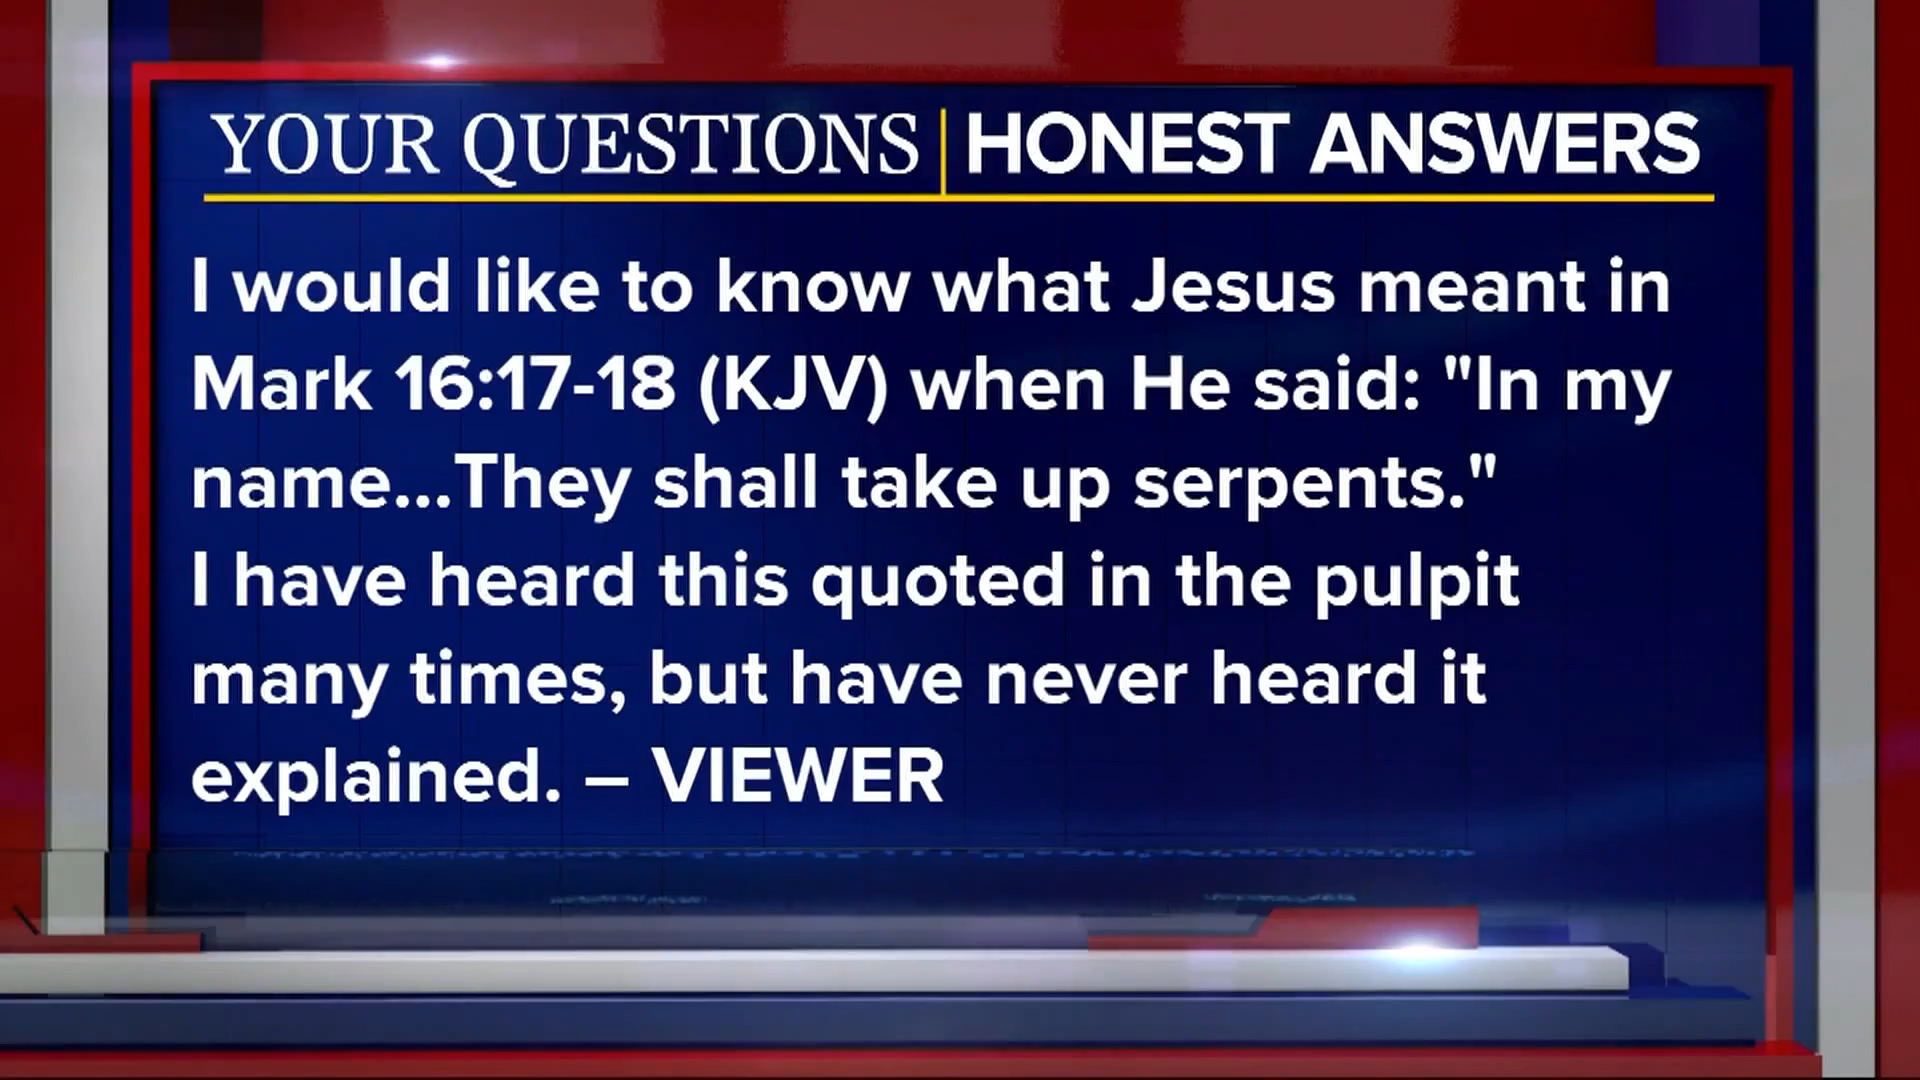 YOUR QUESTIONS | HONEST ANSWERS
I would like to know what Jesus meant in
Mark 16:17-18 (KJV) when He said: "In my
name...They shall take up serpents."
I have heard this quoted in the pulpit
many times, but have never heard it
explained. – VIEWER